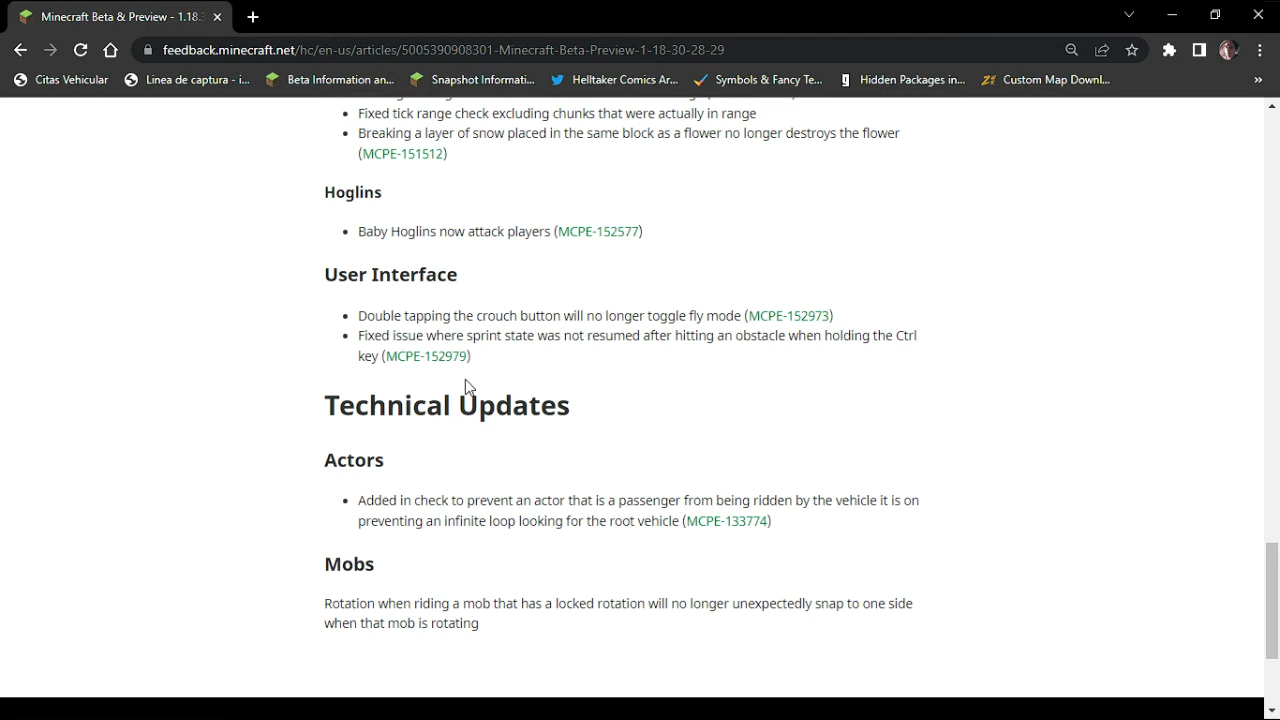 Minecraft Beta & Preview - 1.18.3
feedback.minecraft.net/hc/en-us/articles/5005390908301-Minecraft-Beta-Preview-1-18-30-28-29
Citas Vehicular
Linea de captura - i...
Beta Information an...
Snapshot Informati...
Helltaker Comics Ar...
Symbols & Fancy Te...
Hidden Packages in...
Custom Map Downl...
»
• Fixed tick range check excluding chunks that were actually in range
• Breaking a layer of snow placed in the same block as a flower no longer destroys the flower
(MCPE-151512)
Hoglins
• Baby Hoglins now attack players (MCPE-152577)
User Interface
• Double tapping the crouch button will no longer toggle fly mode (MCPE-152973)
• Fixed issue where sprint state was not resumed after hitting an obstacle when holding the Ctrl
key (MCPE-152979)
Technical Updates
Actors
• Added in check to prevent an actor that is a passenger from being ridden by the vehicle it is on
preventing an infinite loop looking for the root vehicle (MCPE-133774)
Mobs
Rotation when riding a mob that has a locked rotation will no longer unexpectedly snap to one side
when that mob is rotating